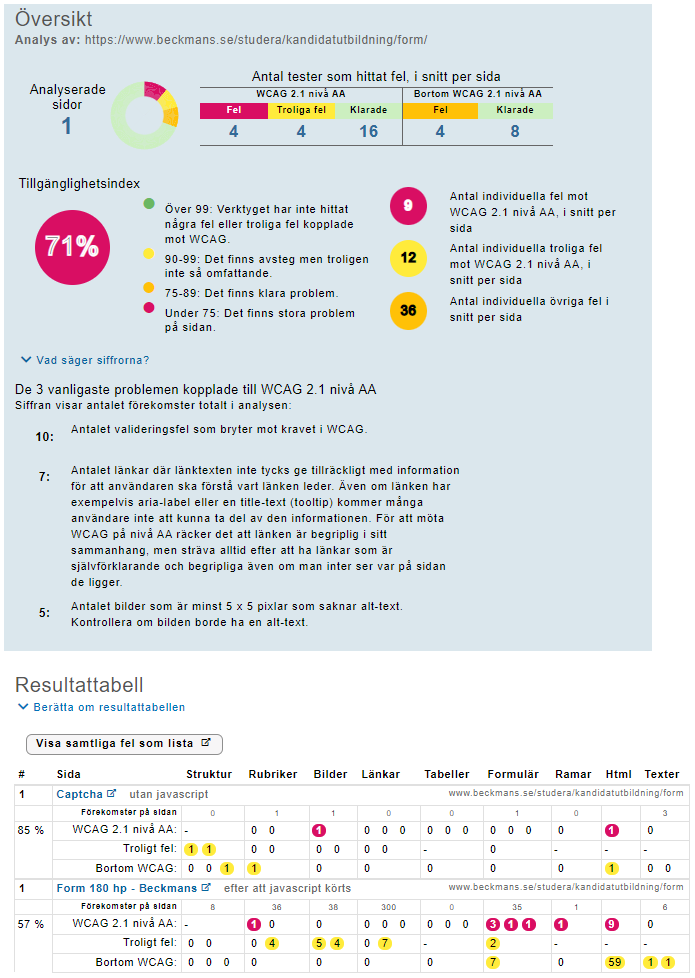 Översikt
Analys av: https://www.beckmans.se/studera/kandidatutbildning/form/
Analyserade sidor
1
Antal tester som hittat fel, i snitt per sida
WCAG 2.1 nivå AA Bortom WCAG 2.1 nivå AA
Fel Troliga fel Klarade Fel Klarade
4 4 16 4 8
Tillgänglighetsindex
71%
Över 99: Verktyget har inte hittat
några fel eller troliga fel kopplade
mot WCAG.
90-99: Det finns avsteg men troligen
inte så omfattande.
75-89: Det finns klara problem.
Under 75: Det finns stora problem
på sidan.
9
Antal individuella fel mot
WCAG 2.1 nivå AA, i snitt per
sida
12
Antal individuella troliga fel
mot WCAG 2.1 nivå AA, i
snitt per sida
36
Antal individuella övriga fel i
snitt per sida
Vad säger siffrorna?
De 3 vanligaste problemen kopplade till WCAG 2.1 nivå AA
Siffran visar antalet förekomster totalt i analysen:
10: Antalet valideringsfel som bryter mot kravet i WCAG.
7: Antalet länkar där länktexten inte tycks ge tillräckligt med information
för att användaren ska förstå vart länken leder. Även om länken har
exempelvis aria-label eller en title-text (tooltip) kommer många
användare inte att kunna ta del av den informationen. För att möta
WCAG på nivå AA räcker det att länken är begriplig i sitt
sammanhang, men sträva alltid efter att ha länkar som är
självförklarande och begripliga även om man inter ser var på sidan
de ligger.
5: Antalet bilder som är minst 5 x 5 pixlar som saknar alt-text.
Kontrollera om bilden borde ha en alt-text.
Resultattabell
Berätta om resultattabellen
Visa samtliga fel som lista
# Sida Struktur Rubriker Bilder Länkar Tabeller Formulär Ramar Html Texter
1 Captcha utan javascript www.beckmans.se/studera/kandidatutbildning/form
Förekomster på sidan 0 1 1 0 0 1 0 3
85 % WCAG 2.1 nivå AA: - 0 0 1 0 0 0 0 0 0 0 0 0 0 1 0
Troligt fel: 1 1 0 0 0 0 0 0 - 0 - - -
Bortom WCAG: 0 0 1 1 0 0 0 0 1 0 0
1 Form 180 hp - Beckmans efter att javascript körts www.beckmans.se/studera/kandidatutbildning/form
Förekomster på sidan 8 36 38 300 0 35 1 6
57 % WCAG 2.1 nivå AA: - 1 0 0 0 0 0 0 0 0 3 1 1 1 9 0
Troligt fel: 0 0 0 4 5 4 0 7 - 2 - - -
Bortom WCAG: 0 0 0 0 0 0 0 7 59 1 1